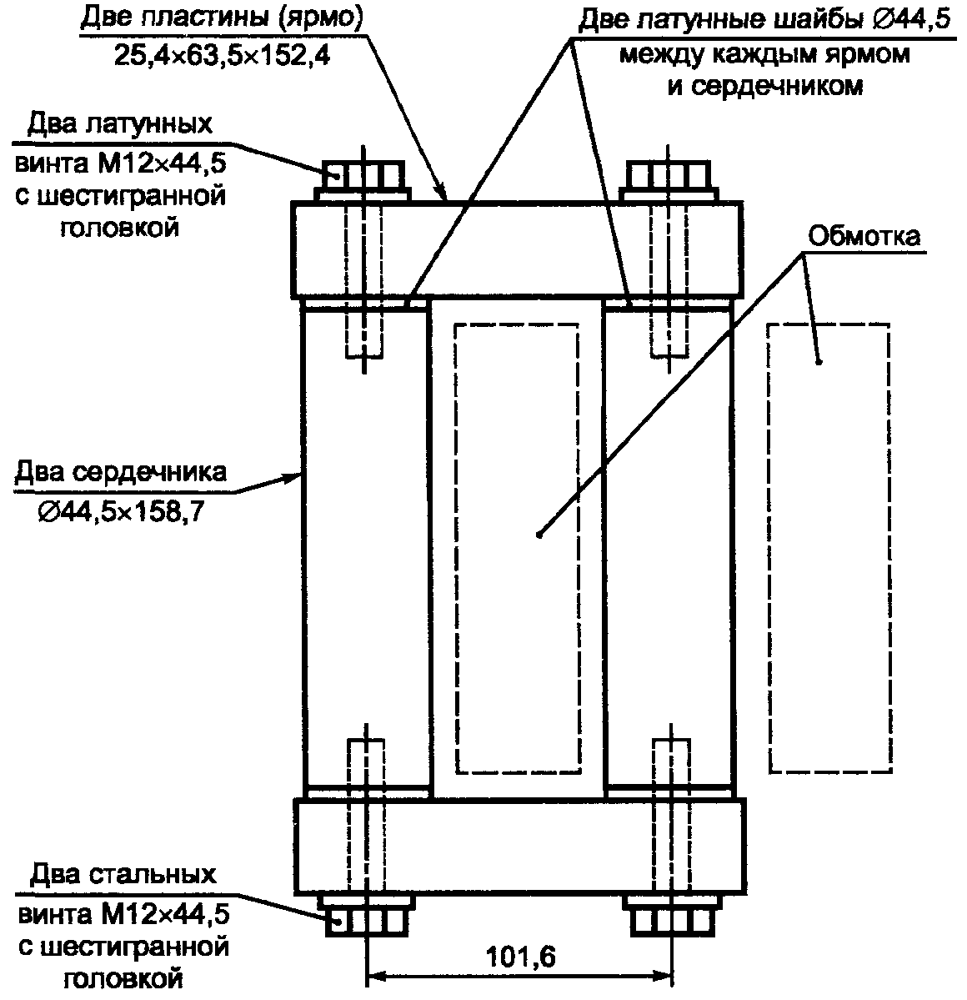 Две пластины (ярмо)
25,4×63,5×152,4
Две латунные шайбы ∅44,5
между каждым ярмом
и сердечником
Два латунных
винта М12×44,5
с шестигранной
головкой
Обмотка
Два сердечника
∅44,5×158,7
Два стальных
винта М12×44,5
с шестигранной
головкой
101,6